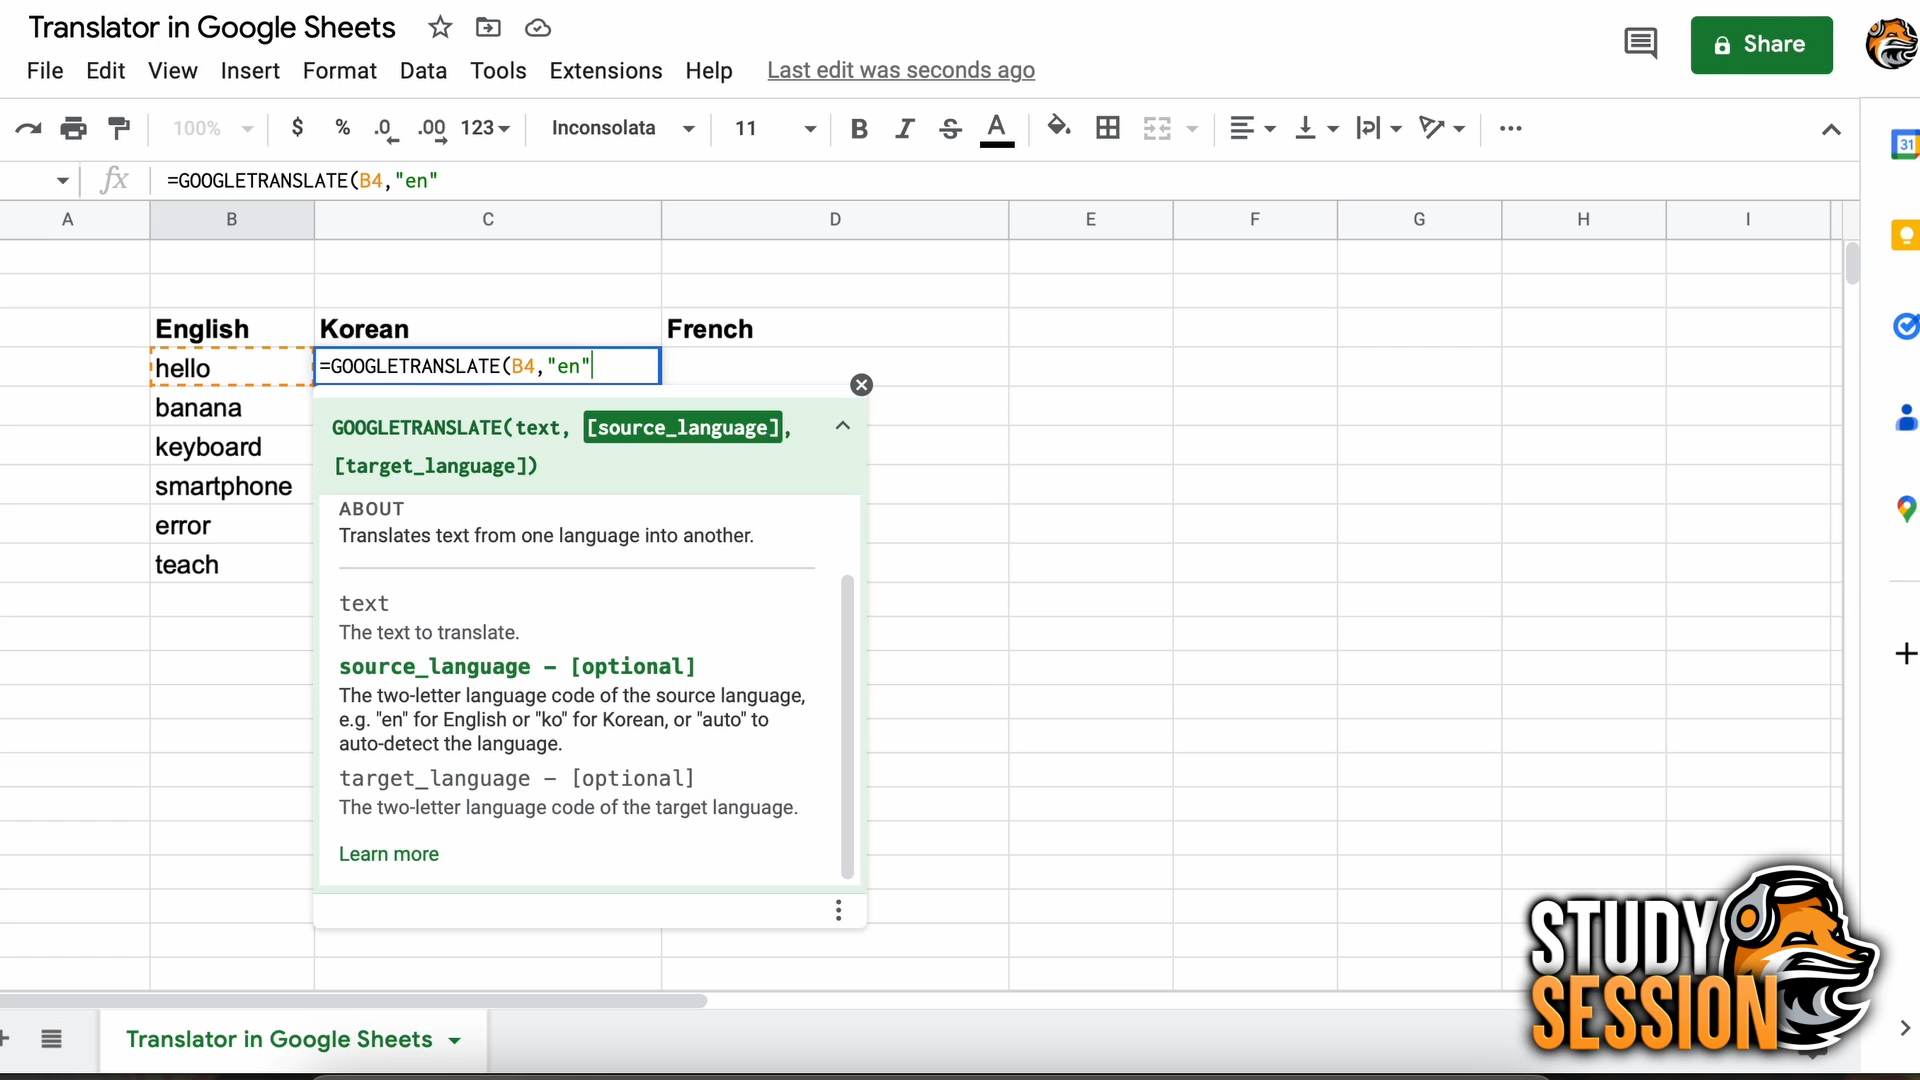 Translator in Google Sheets
File Edit View Insert Format Data Tools Extensions Help Last edit was seconds ago
Share
100% $ % .0 .00 123 Inconsolata 11 B I S A
31
fx =GOOGLETRANSLATE(B4,"en"
A B C D E F G H I
English Korean French
hello =GOOGLETRANSLATE(B4,"en"
banana
keyboard
smartphone
error
teach
GOOGLETRANSLATE(text, [source_language],
[target_language])
ABOUT
Translates text from one language into another.
text
The text to translate.
source_language - [optional]
The two-letter language code of the source language,
e.g. "en" for English or "ko" for Korean, or "auto" to
auto-detect the language.
target_language - [optional]
The two-letter language code of the target language.
Learn more
STUDY
SESSION
Translator in Google Sheets